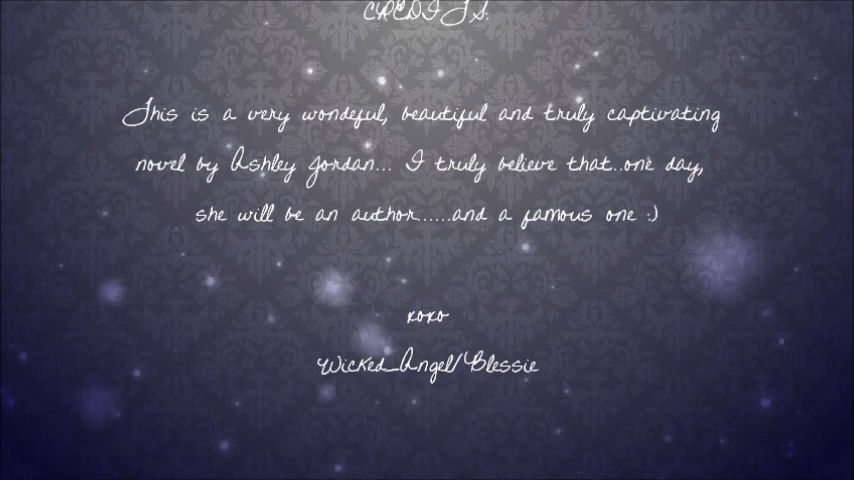 CREDITS:
This is a very wondeful, beautiful and truly captivating
novel by Ashley Jordan... I truly believe that..one day,
she will be an author......and a famous one :)
xoxo
Wicked_Angel/Blessie